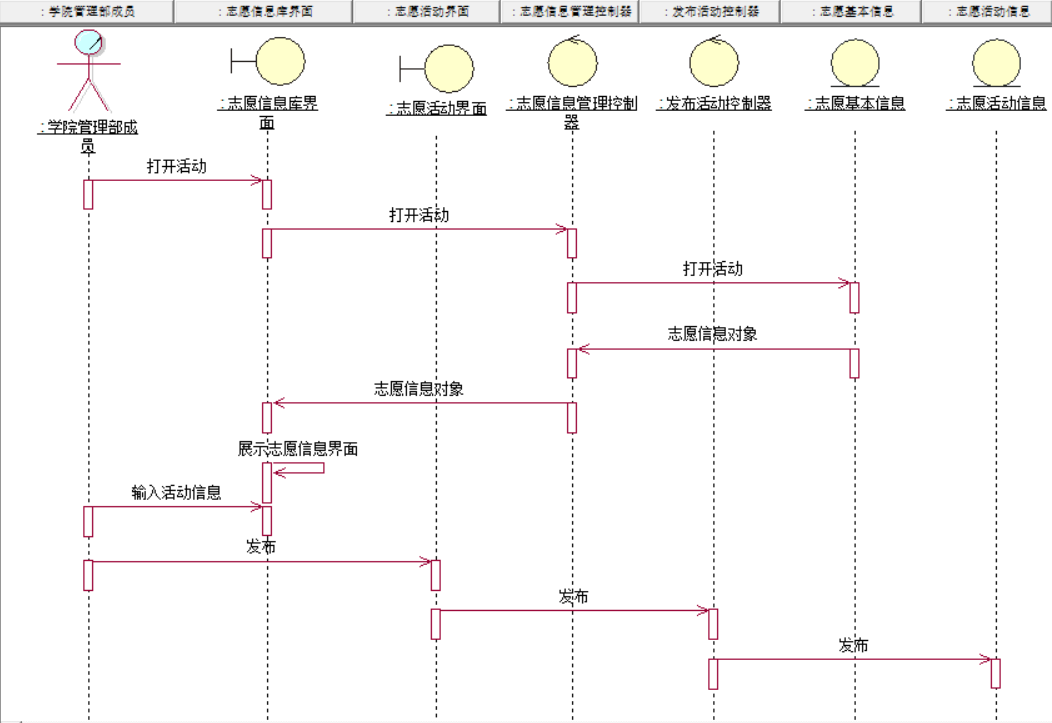 : 学院管理部成员
: 志愿信息库界面
: 志愿活动界面
: 志愿信息管理控制器
: 发布活动控制器
: 志愿基本信息
: 志愿活动信息
: 学院管理部成
员
: 志愿信息库界
面
: 志愿活动界面
: 志愿信息管理控制
器
: 发布活动控制器
: 志愿基本信息
: 志愿活动信息
打开活动
打开活动
打开活动
志愿信息对象
志愿信息对象
展示志愿信息界面
输入活动信息
发布
发布
发布